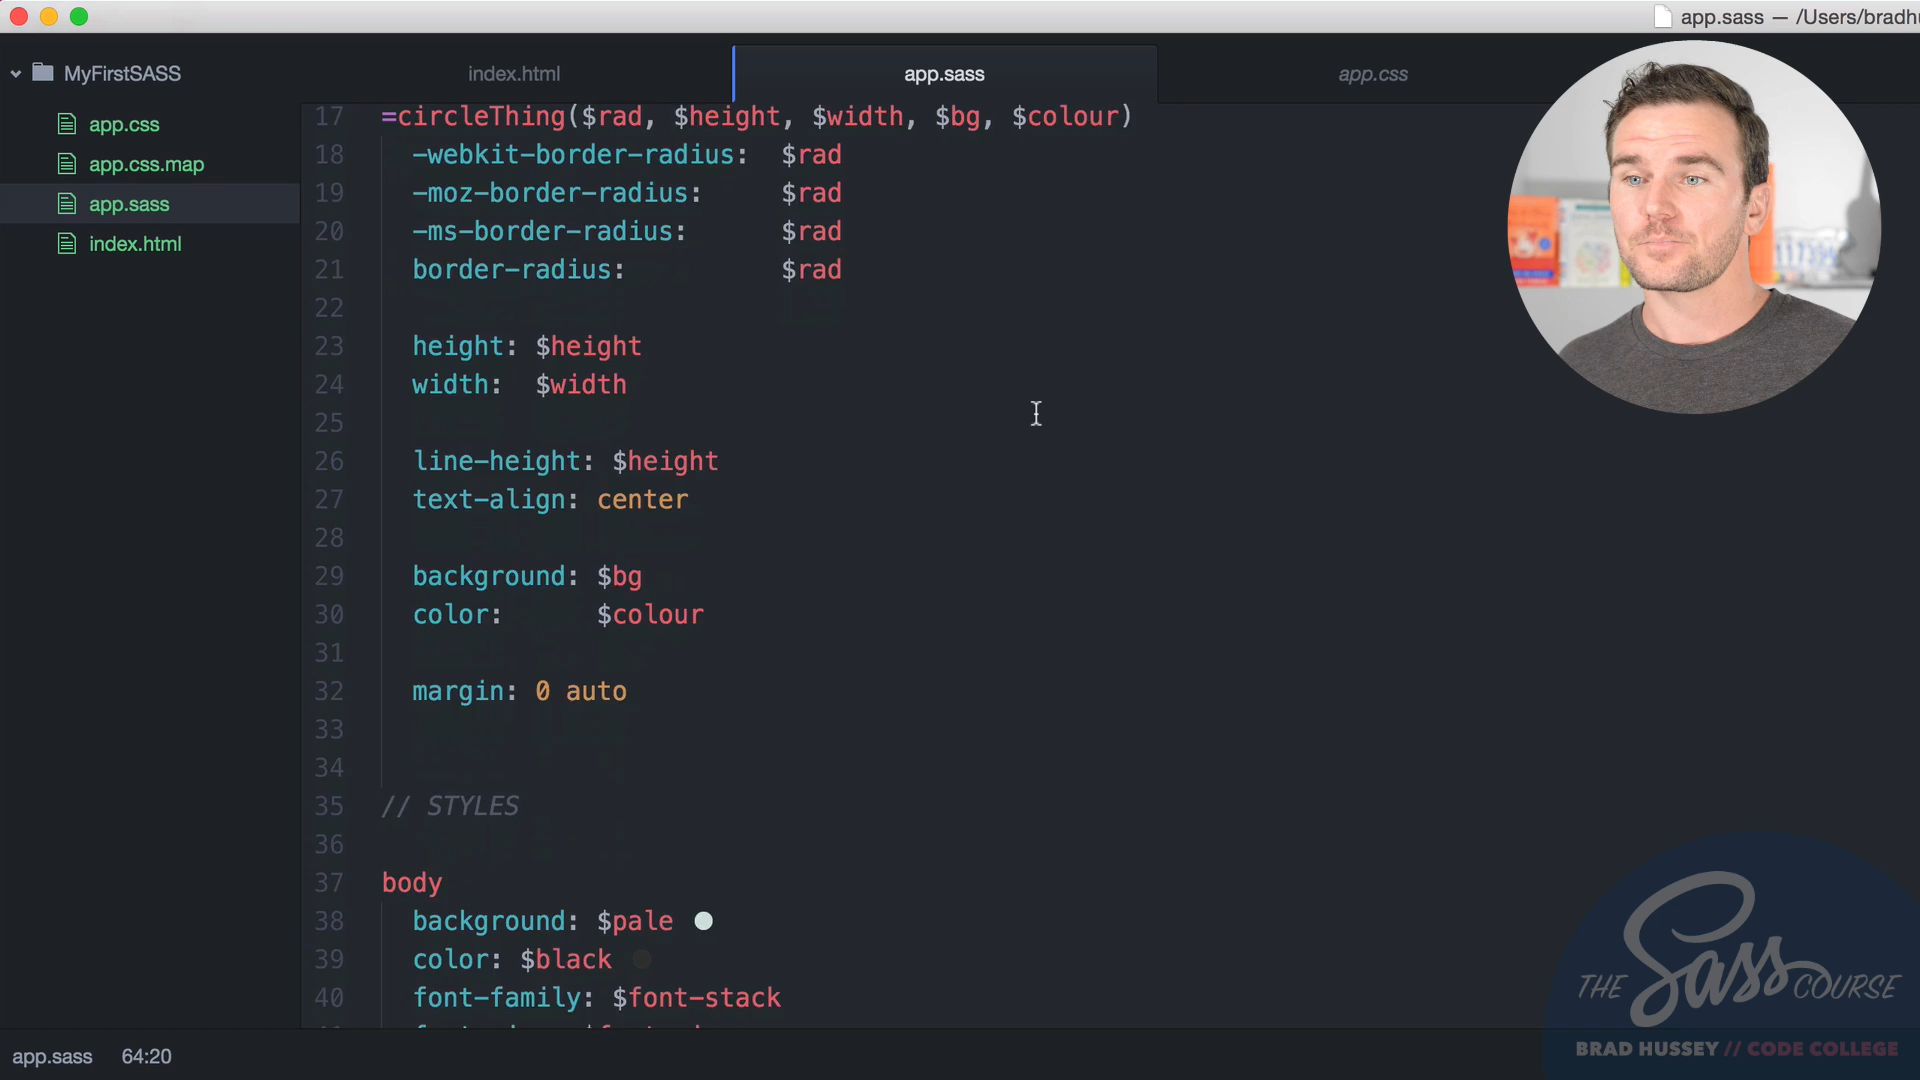 app.sass — /Users/bradhu
MyFirstSASS
index.html
app.sass
app.css
app.css
app.css.map
app.sass
index.html
17 =circleThing($rad, $height, $width, $bg, $colour)
18 -webkit-border-radius: $rad
19 -moz-border-radius: $rad
20 -ms-border-radius: $rad
21 border-radius: $rad
22
23 height: $height
24 width: $width
25
26 line-height: $height
27 text-align: center
28
29 background: $bg
30 color: $colour
31
32 margin: 0 auto
33
34
35 // STYLES
36
37 body
38 background: $pale
39 color: $black
40 font-family: $font-stack
app.sass 64:20
THE Sass COURSE
BRAD HUSSEY // CODE COLLEGE